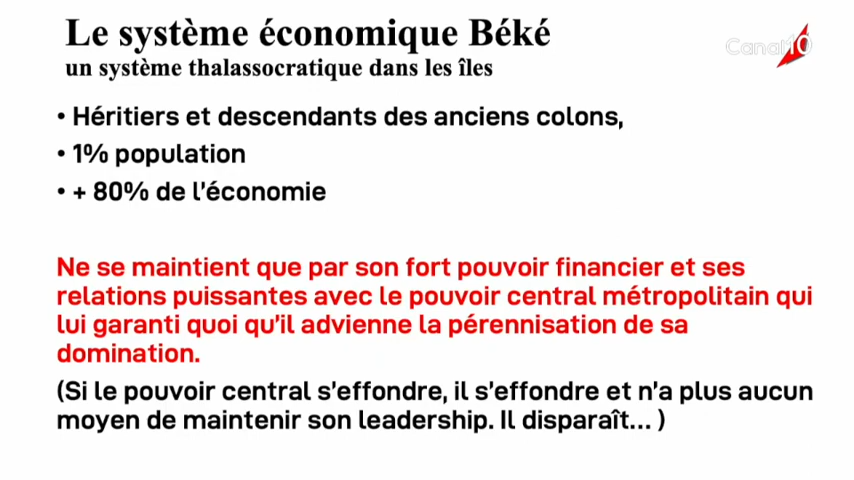 Le système économique Béké
Canal10
un système thalassocratique dans les îles
• Héritiers et descendants des anciens colons,
• 1% population
• + 80% de l'économie
Ne se maintient que par son fort pouvoir financier et ses
relations puissantes avec le pouvoir central métropolitain qui
lui garanti quoi qu'il advienne la pérennisation de sa
domination.
(Si le pouvoir central s'effondre, il s'effondre et n'a plus aucun
moyen de maintenir son leadership. Il disparaît... )